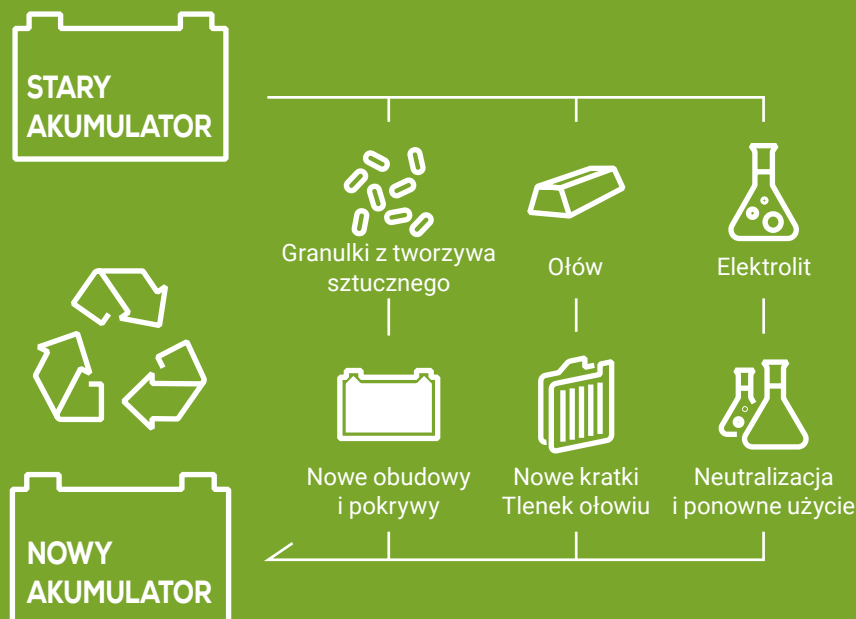 STARY
AKUMULATOR
Granulki z tworzywa
sztucznego
Ołów
Elektrolit
Nowe obudowy
i pokrywy
Nowe kratki
Tlenek ołowiu
Neutralizacja
i ponowne użycie
NOWY
AKUMULATOR